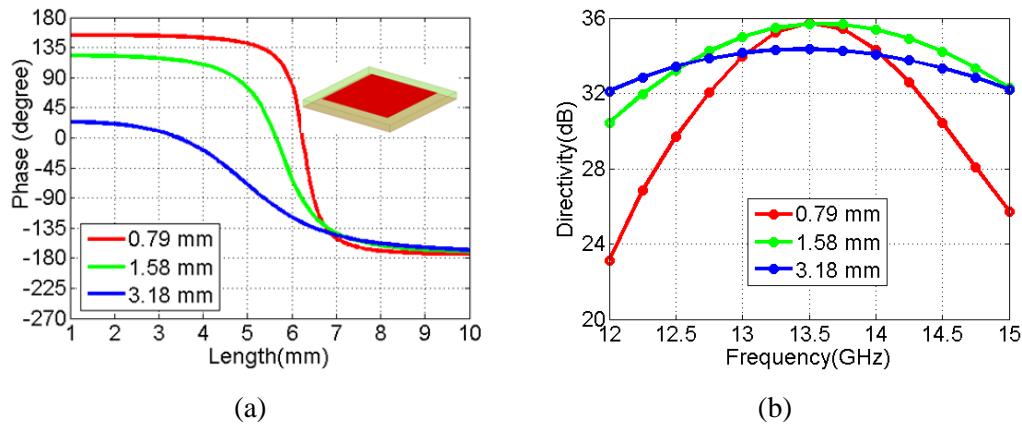 180
135
90
45
0
-45
-90
-135
-180
-225
-270
Phase (degree)
0.79 mm
1.58 mm
3.18 mm
1 2 3 4 5 6 7 8 9 10
Length(mm)
(a)
36
32
28
24
20
Directivity(dB)
0.79 mm
1.58 mm
3.18 mm
12 12.5 13 13.5 14 14.5 15
Frequency(GHz)
(b)